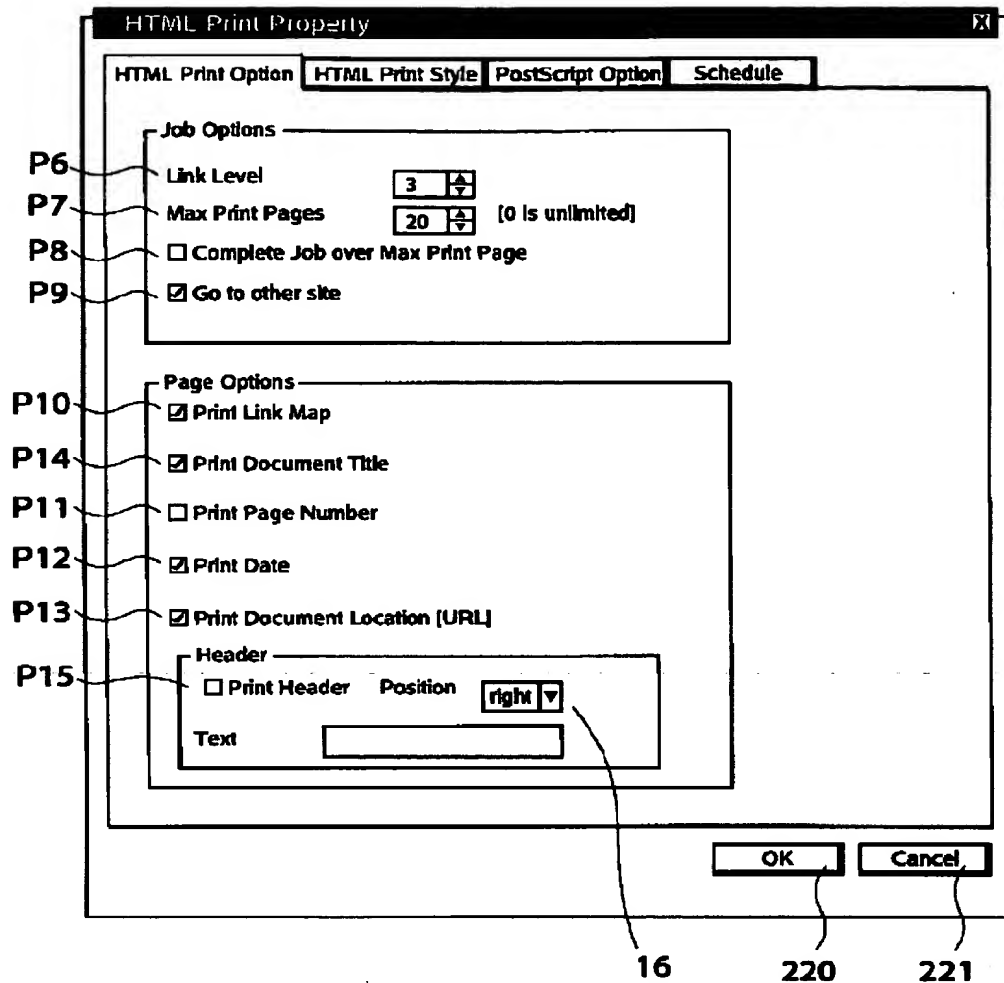 HTML Print Property X
HTML Print Option HTML Print Style PostScript Option Schedule
Job Options
P6 Link Level 3
P7 Max Print Pages 20 [0 is unlimited]
P8 Complete Job over Max Print Page
P9 Go to other site
Page Options
P10 Print Link Map
P14 Print Document Title
P11 Print Page Number
P12 Print Date
P13 Print Document Location [URL]
Header
P15 Print Header Position right
Text
OK Cancel
16 220 221